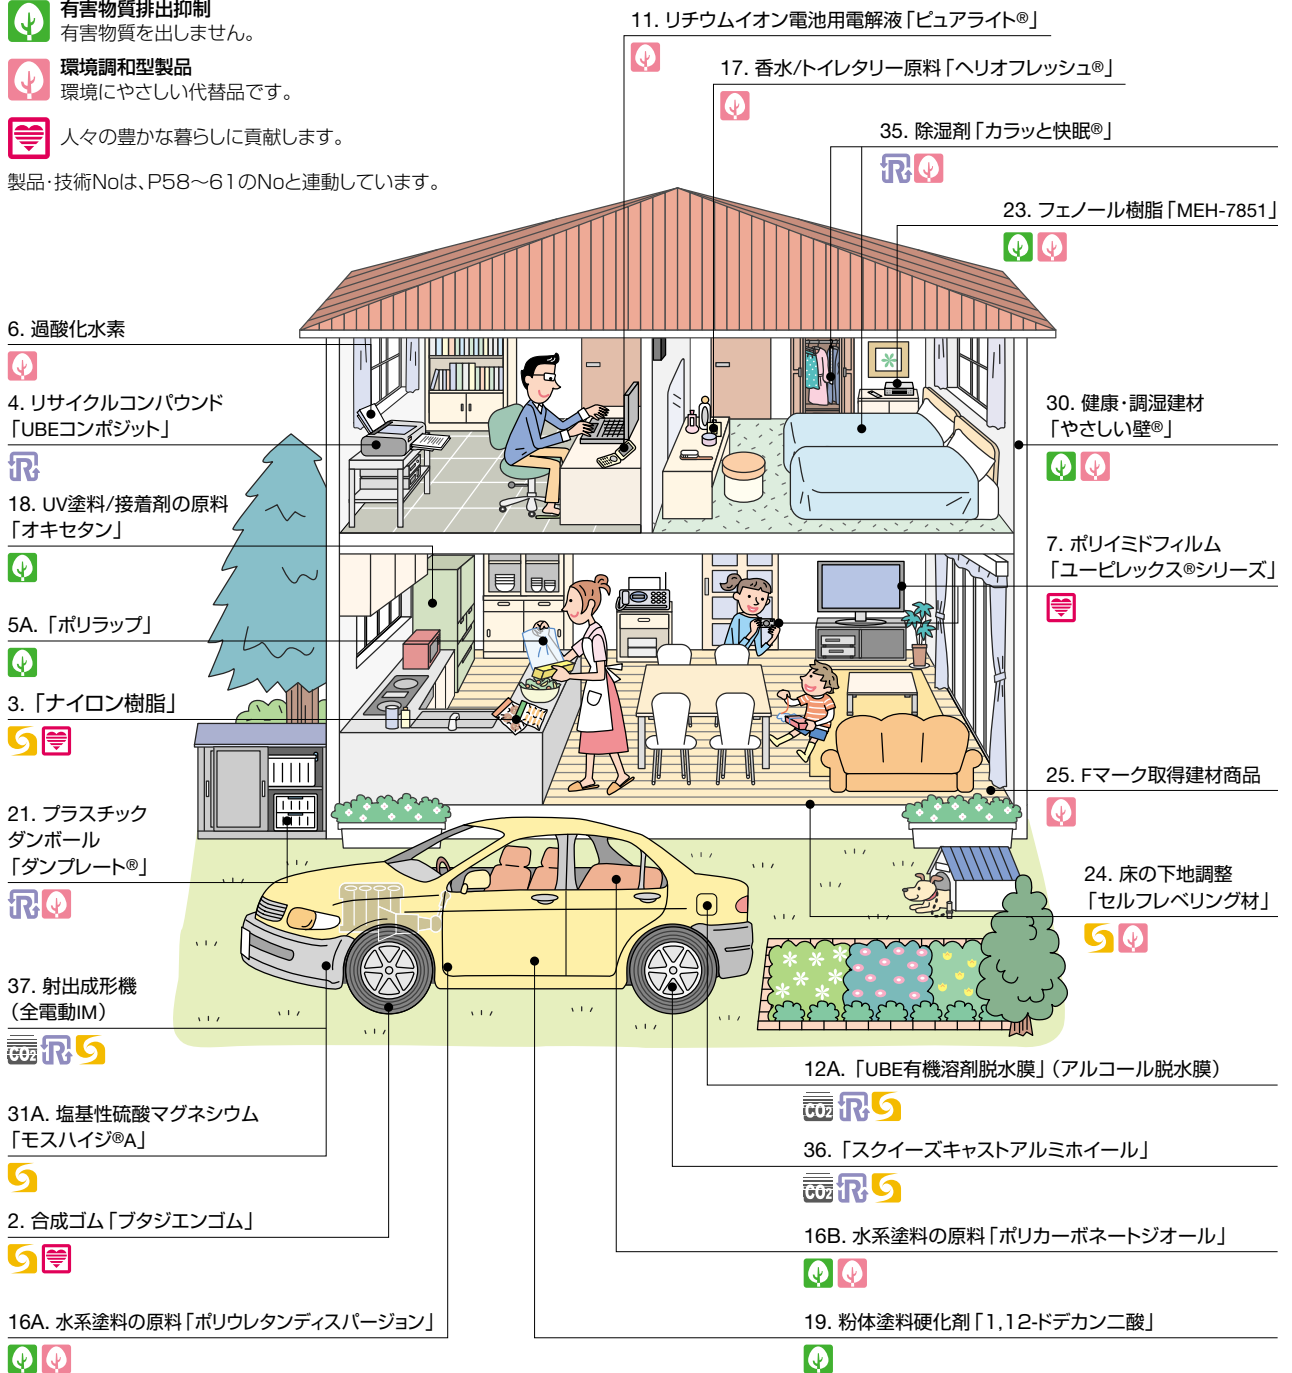 有害物質排出抑制
有害物質を出しません。
環境調和型製品
環境にやさしい代替品です。
人々の豊かな暮らしに貢献します。
製品・技術Noは、P58～61のNoと連動しています。
11. リチウムイオン電池用電解液「ピュアライト®」
17. 香水/トイレタリー原料「ヘリオフレッシュ®」
35. 除湿剤「カラッと快眠®」
23. フェノール樹脂「MEH-7851」
6. 過酸化水素
4. リサイクルコンパウンド
「UBEコンポジット」
18. UV塗料/接着剤の原料
「オキセタン」
5A. 「ポリラップ」
3. 「ナイロン樹脂」
21. プラスチック
ダンボール
「ダンプレート®」
37. 射出成形機
（全電動IM）
CO2
31A. 塩基性硫酸マグネシウム
「モスハイジ®A」
2. 合成ゴム「ブタジエンゴム」
16A. 水系塗料の原料「ポリウレタンディスパージョン」
30. 健康・調湿建材
「やさしい壁®」
7. ポリイミドフィルム
「ユーピレックス®シリーズ」
25. Fマーク取得建材商品
24. 床の下地調整
「セルフレベリング材」
12A. 「UBE有機溶剤脱水膜」（アルコール脱水膜）
CO2
36. 「スクイーズキャストアルミホイール」
CO2
16B. 水系塗料の原料「ポリカーボネートジオール」
19. 粉体塗料硬化剤「1,12-ドデカン二酸」